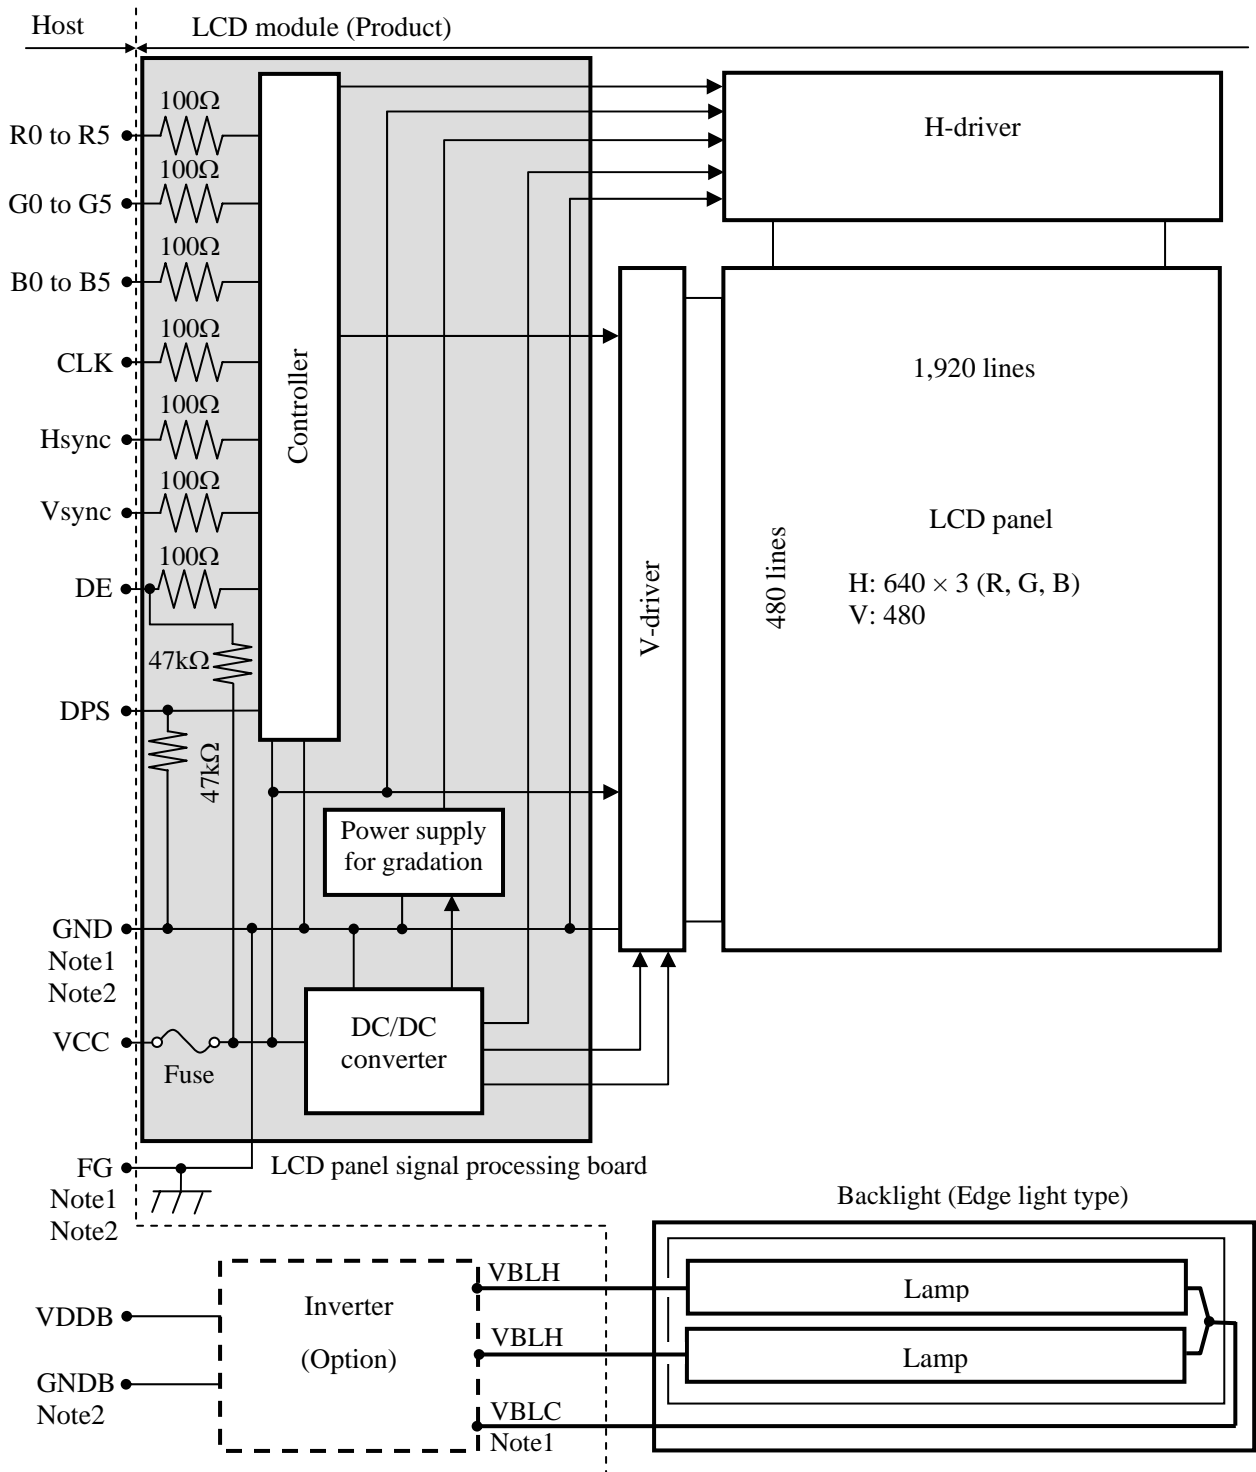 Host
LCD module (Product)
100Ω
R0 to R5
100Ω
G0 to G5
100Ω
B0 to B5
100Ω
CLK
100Ω
Hsync
100Ω
Vsync
100Ω
DE
47kΩ
DPS
47kΩ
Controller
H-driver
V-driver
1,920 lines
480 lines
LCD panel
H: 640 × 3 (R, G, B)
V: 480
Power supply
for gradation
GND
Note1
Note2
VCC
Fuse
DC/DC
converter
FG
Note1
Note2
LCD panel signal processing board
Backlight (Edge light type)
VDDB
GNDB
Note2
Inverter
(Option)
VBLH
Lamp
VBLH
Lamp
VBLC
Note1